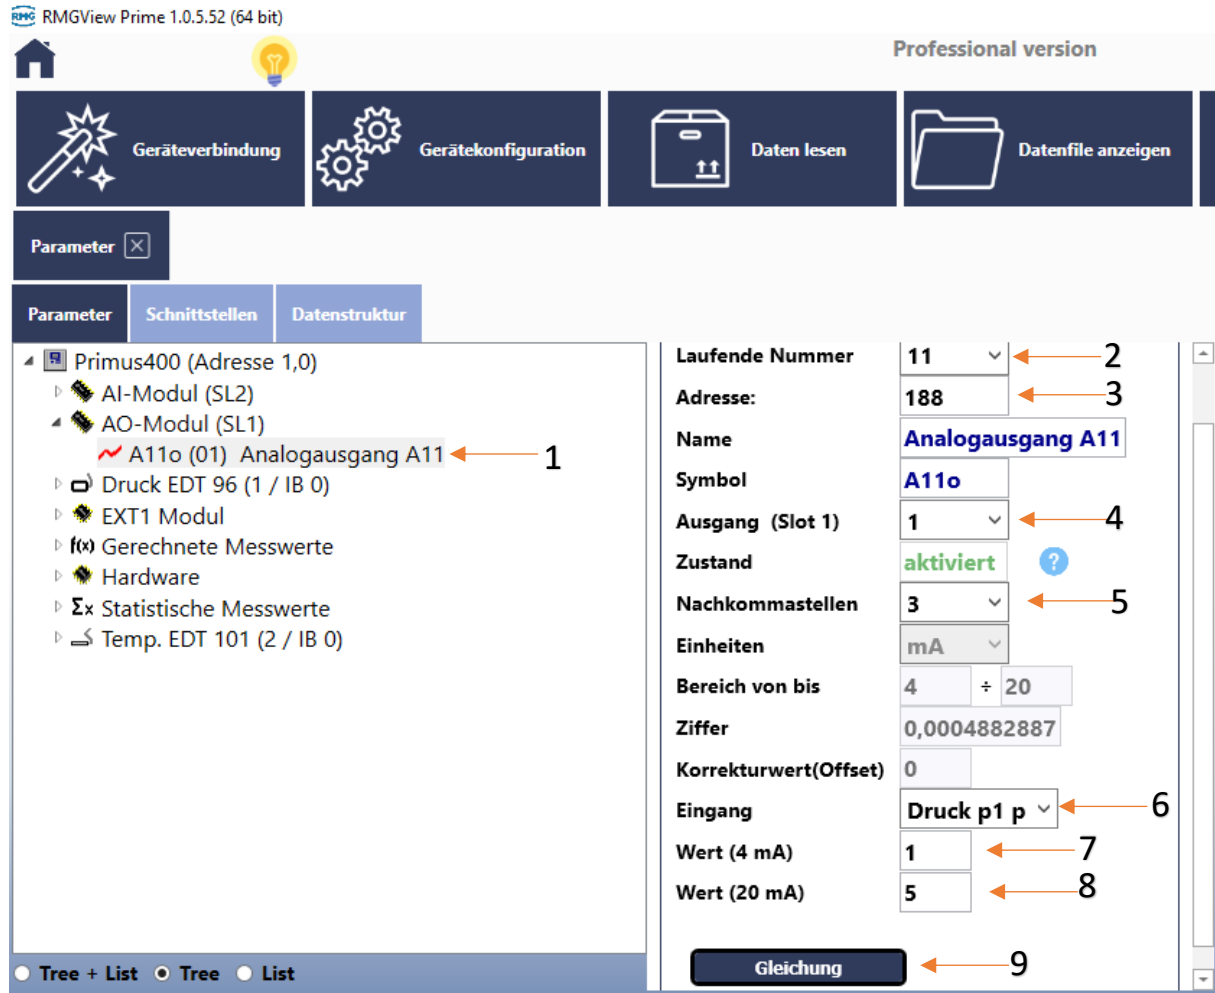 RMG RMGView Prime 1.0.5.52 (64 bit)
Professional version
Geräteverbindung
Gerätekonfiguration
Daten lesen
Datenfile anzeigen
Parameter
Parameter
Schnittstellen
Datenstruktur
Primus400 (Adresse 1,0)
AI-Modul (SL2)
AO-Modul (SL1)
A11o (01) Analogausgang A11 1
Druck EDT 96 (1 / IB 0)
EXT1 Modul
f(x) Gerechnete Messwerte
Hardware
Σx Statistische Messwerte
Temp. EDT 101 (2 / IB 0)
Tree + List Tree List
Laufende Nummer 11 2
Adresse: 188 3
Name Analogausgang A11
Symbol A11o
Ausgang (Slot 1) 1 4
Zustand aktiviert ?
Nachkommastellen 3 5
Einheiten mA
Bereich von bis 4 ÷ 20
Ziffer 0,0004882887
Korrekturwert(Offset) 0
Eingang Druck p1 p 6
Wert (4 mA) 1 7
Wert (20 mA) 5 8
Gleichung 9